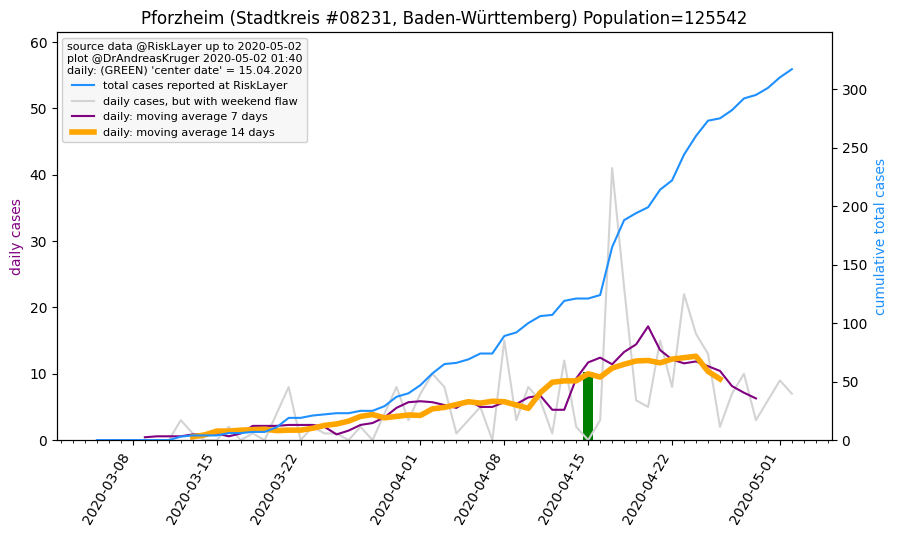 Pforzheim (Stadtkreis #08231, Baden-Württemberg) Population=125542
source data @RiskLayer up to 2020-05-02
plot @DrAndreasKruger 2020-05-02 01:40
daily: (GREEN) 'center date' = 15.04.2020
total cases reported at RiskLayer
daily cases, but with weekend flaw
daily: moving average 7 days
daily: moving average 14 days
daily cases
60
50
40
30
20
10
0
cumulative total cases
300
250
200
150
100
50
0
2020-03-08
2020-03-15
2020-03-22
2020-04-01
2020-04-08
2020-04-15
2020-04-22
2020-05-01